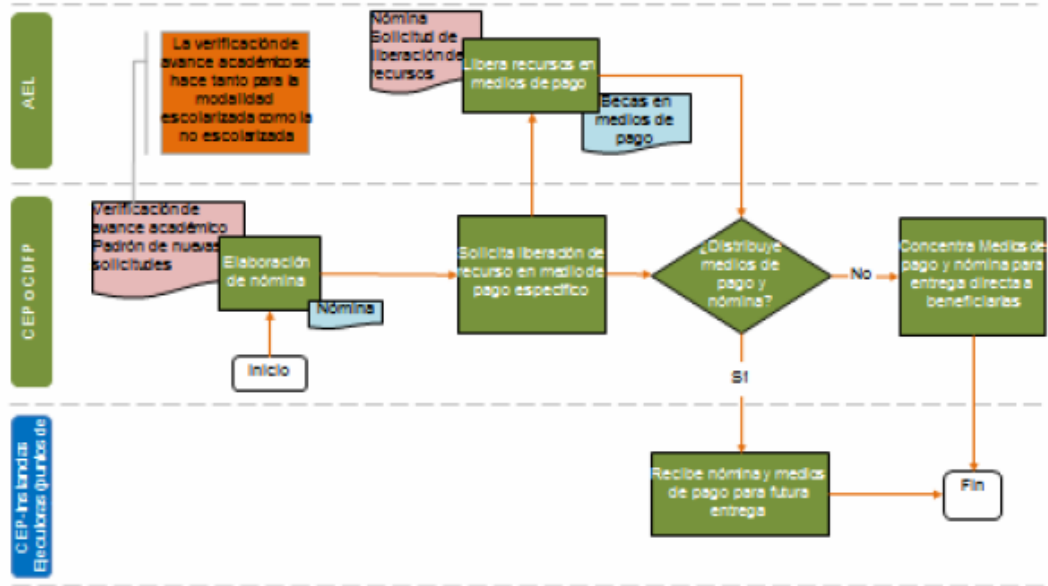 AEL
La verificación de
avance académico se
hace tanto para la
modalidad
escolarizada como la
no escolarizada
Nómina
Solicitud de
liberación de
recursos
Libera recursos en
medios de pago
Becas en
medios de
pago
CEP o CDFP
Verificación de
avance académico
Padrón de nuevas
solicitudes
Elaboración
de nómina
Nómina
Inicio
Solicita liberación de
recurso en medio de
pago específico
¿Distribuye
medios de
pago y
nómina?
No
Concentra Medios de
pago y nómina para
entrega directa a
beneficiarias
Sí
CEP-Instancias
Ejecutoras (puntos de
Recibe nómina y medios
de pago para futura
entrega
Fin